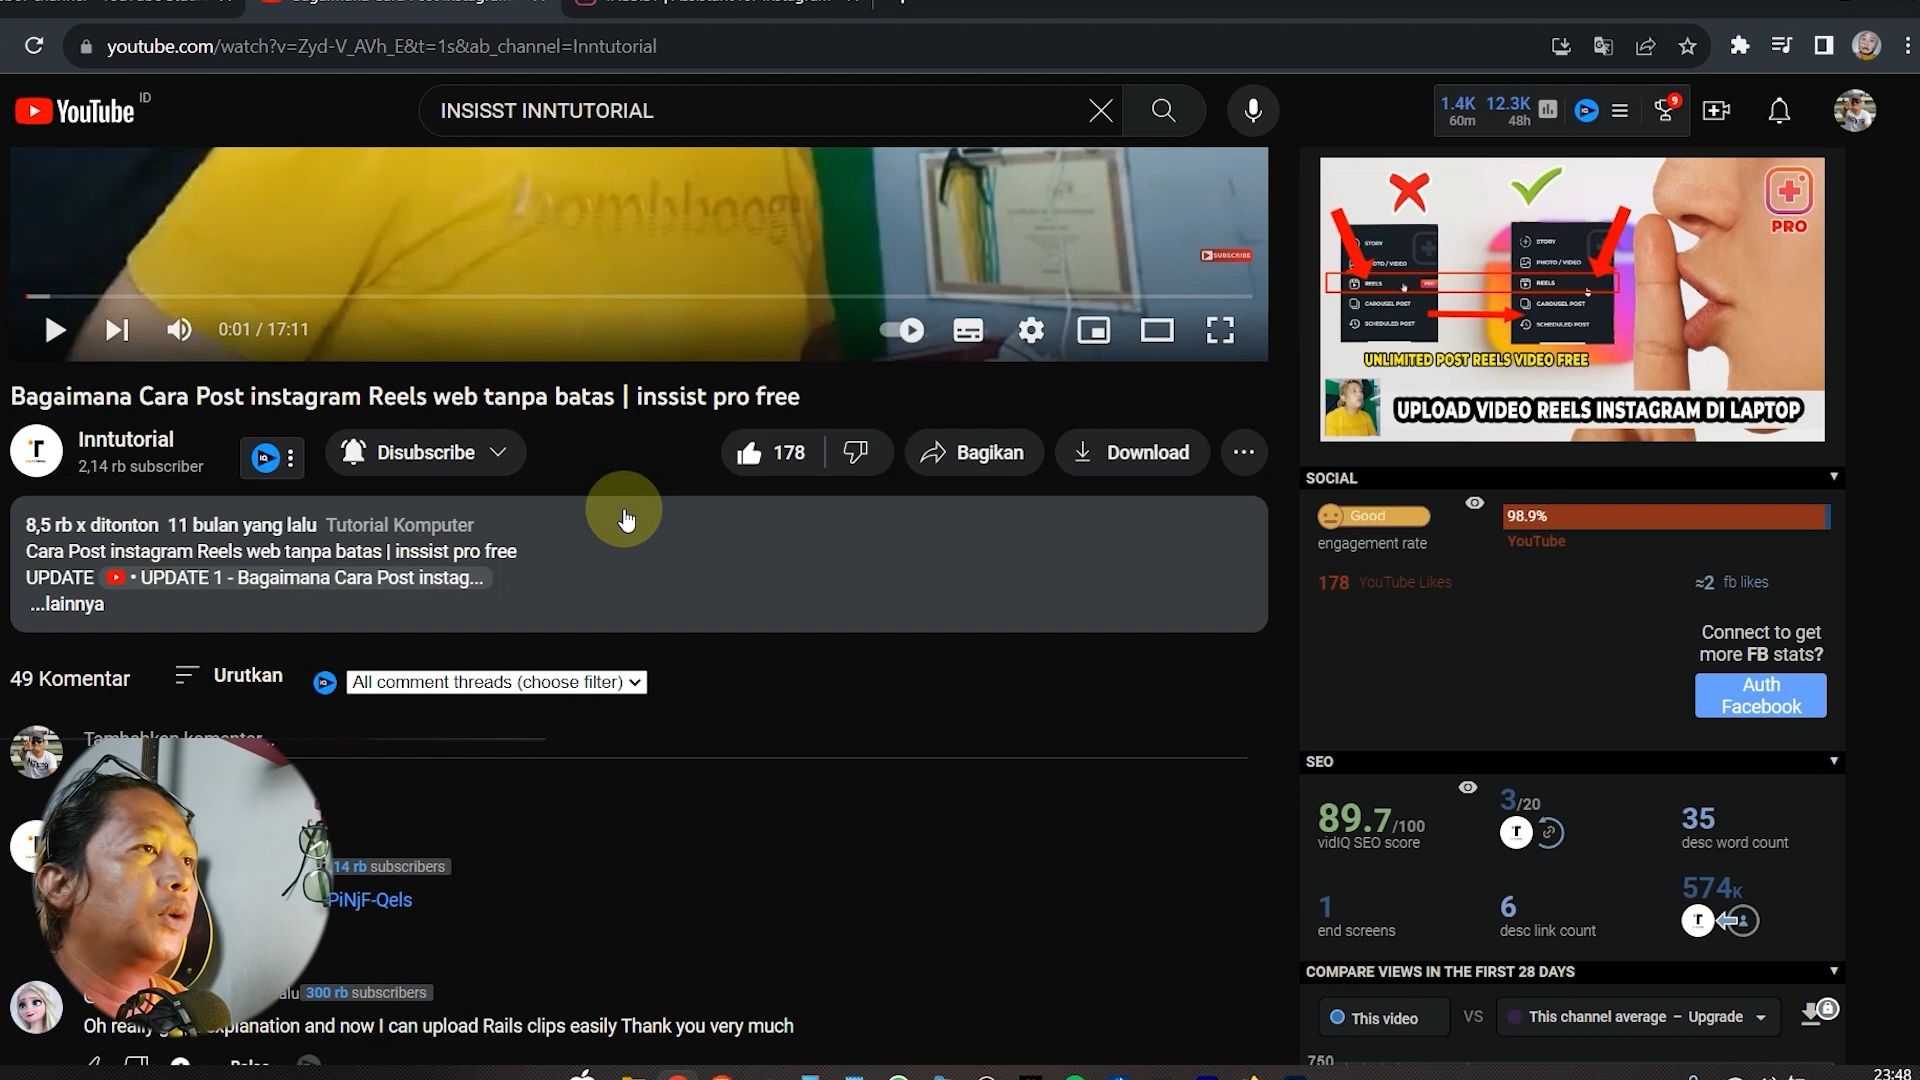 youtube.com/watch?v=Zyd-V_AVh_E&t=1s&ab_channel=Inntutorial
YouTube ID
INSISST INNTUTORIAL
1.4K 12.3K
60m 48h
9
bombboogie
SUBSCRIBE
0:01 / 17:11
PRO
STORY
PHOTO / VIDEO
REELS PRO
CAROUSEL POST
SCHEDULED POST
STORY
PHOTO / VIDEO
REELS
CAROUSEL POST
SCHEDULED POST
UNLIMITED POST REELS VIDEO FREE
UPLOAD VIDEO REELS INSTAGRAM DI LAPTOP
Bagaimana Cara Post instagram Reels web tanpa batas | inssist pro free
Inntutorial
2,14 rb subscriber
Disubscribe
178
Bagikan
Download
8,5 rb x ditonton 11 bulan yang lalu Tutorial Komputer
Cara Post instagram Reels web tanpa batas | inssist pro free
UPDATE • UPDATE 1 - Bagaimana Cara Post instag...
...lainnya
49 Komentar
Urutkan
All comment threads (choose filter)
Tambahkan komentar...
14 rb subscribers
PiNjF-Qels
300 rb subscribers
Oh really explanation and now I can upload Rails clips easily Thank you very much
Balas
SOCIAL
Good
engagement rate
98.9%
YouTube
178 YouTube Likes
≈2 fb likes
Connect to get
more FB stats?
Auth
Facebook
SEO
89.7/100
vidIQ SEO score
3/20
35
desc word count
1
end screens
6
desc link count
574K
COMPARE VIEWS IN THE FIRST 28 DAYS
This video VS This channel average – Upgrade
750
23:48